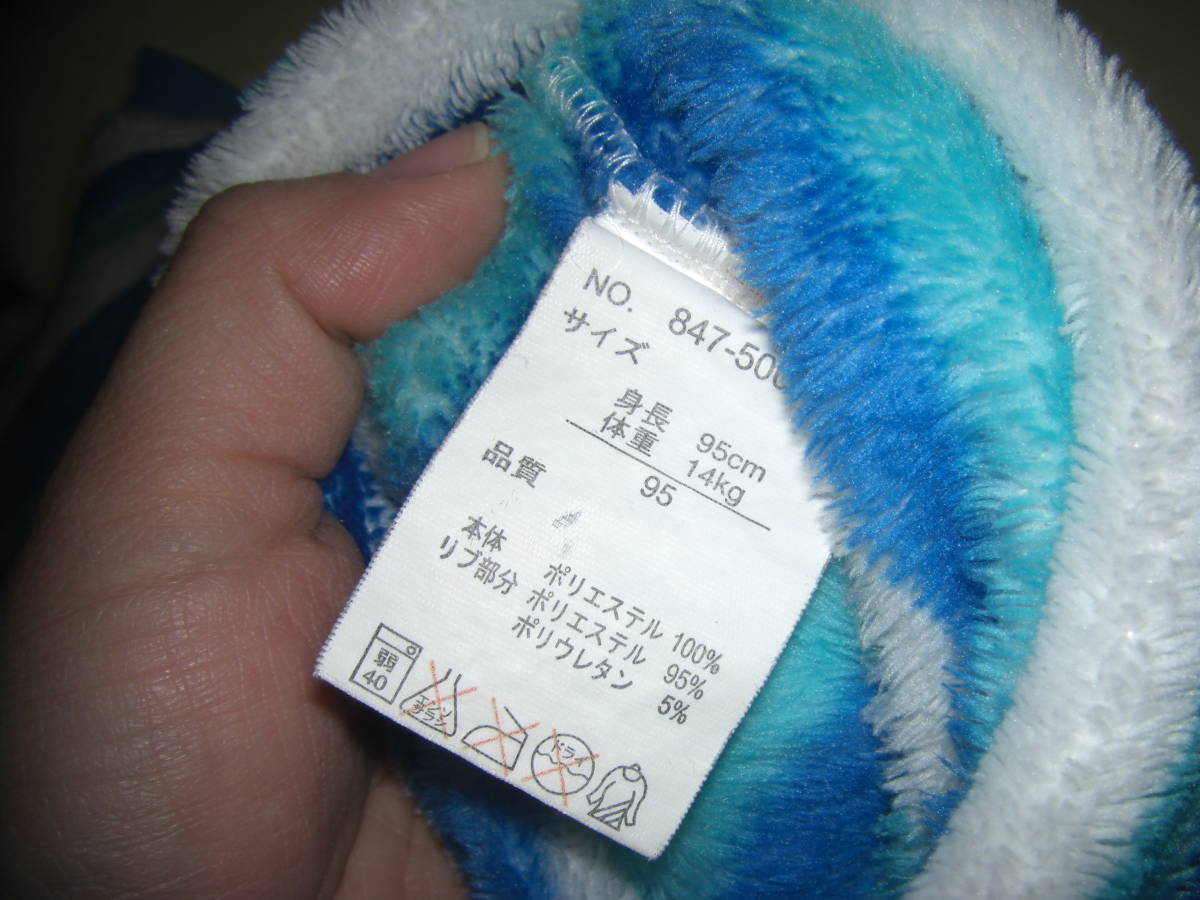 NO. 847-500
サイズ
身長 95cm
体重 14kg
95
品質
本体 ポリエステル 100%
リブ部分 ポリエステル 95%
ポリウレタン 5%
弱
40
エンソ
サラシ
ドライ